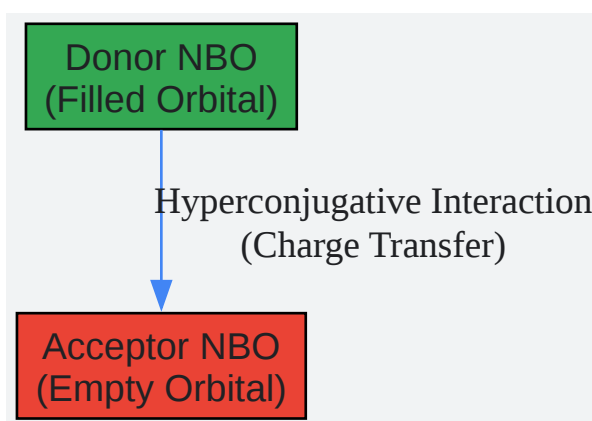 Donor NBO
(Filled Orbital)
Hyperconjugative Interaction
(Charge Transfer)
Acceptor NBO
(Empty Orbital)